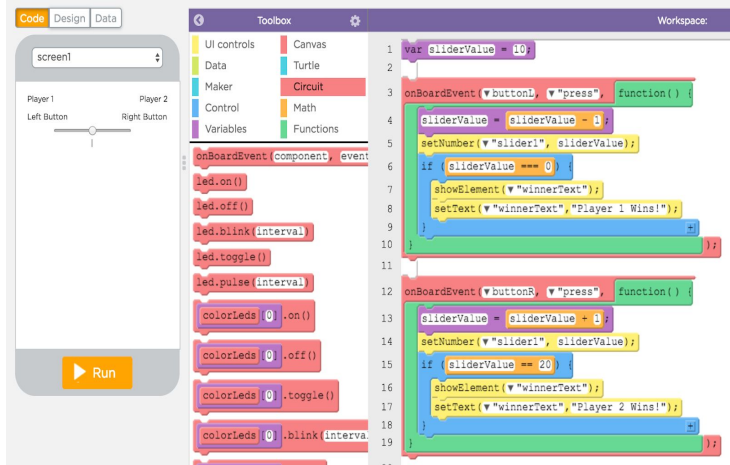 Code Design Data
Toolbox
Workspace:
screen1
Player 1 Player 2
Left Button Right Button
Run
UI controls Canvas
Data Turtle
Maker Circuit
Control Math
Variables Functions
onBoardEvent(component, event
led.on()
led.off()
led.blink(interval)
led.toggle()
led.pulse(interval)
colorLeds[0].on()
colorLeds[0].off()
colorLeds[0].toggle()
colorLeds[0].blink(interva
1 var sliderValue = 10;
2
3 onBoardEvent(▼buttonL, ▼"press", function() {
4 sliderValue = sliderValue - 1;
5 setNumber(▼"slider1", sliderValue);
6 if (sliderValue === 0) {
7 showElement(▼"winnerText");
8 setText(▼"winnerText","Player 1 Wins!");
9 }
10 } );
11
12 onBoardEvent(▼buttonR, ▼"press", function() {
13 sliderValue = sliderValue + 1;
14 setNumber(▼"slider1", sliderValue);
15 if (sliderValue == 20) {
16 showElement(▼"winnerText");
17 setText(▼"winnerText","Player 2 Wins!");
18 }
19 } );